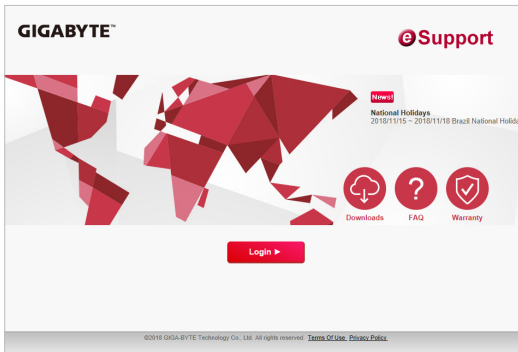 GIGABYTE™
eSupport
News!
National Holidays
2018/11/15 ~ 2018/11/18 Brazil National Holida
?
Downloads
FAQ
Warranty
Login ►
©2018 GIGA-BYTE Technology Co., Ltd. All rights reserved. Terms Of Use Privacy Policy